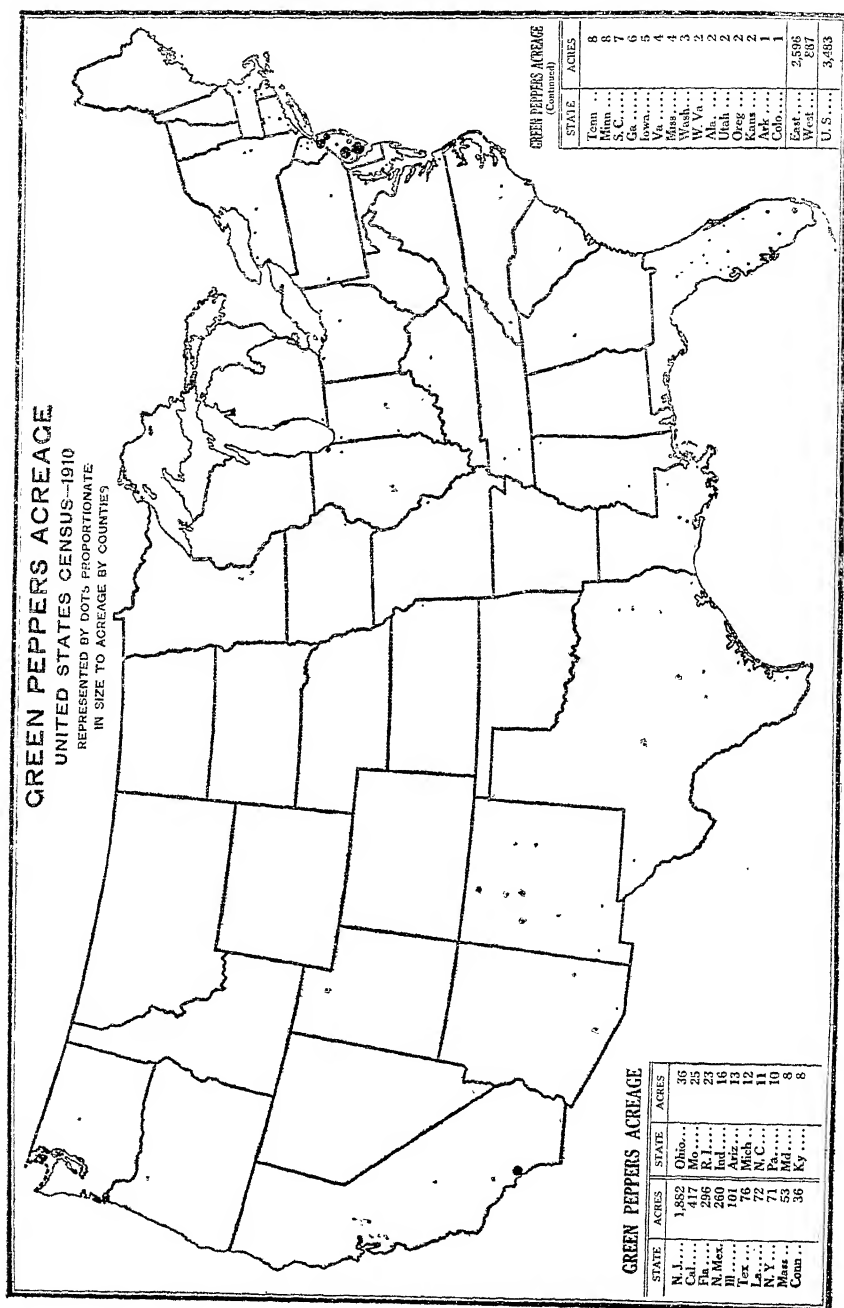 GREEN PEPPERS ACREAGE
UNITED STATES CENSUS—1910
REPRESENTED BY DOTS PROPORTIONATE
IN SIZE TO ACREAGE BY COUNTIES
GREEN PEPPERS ACREAGE
STATE ACRES STATE ACRES
N. J.... 1,882 Ohio... 36
Cal.... 417 Mo.... 25
Fla.... 296 R. I.... 23
N. Mex. 260 Ind.... 16
Ill.... 101 Ariz... 13
Tex... 76 Mich... 12
La.... 72 N. C... 11
N. Y... 71 Pa.... 10
Mass... 53 Md.... 8
Conn.. 36 Ky.... 8
GREEN PEPPERS ACREAGE
(Continued)
STATE ACRES
Tenn .. 8
Minn .. 8
S. C.... 7
Ga .... 6
Iowa... 5
Va .... 4
Miss... 4
Wash... 3
W. Va.. 2
Ala.... 2
Utah .. 2
Oreg .. 2
Kans .. 2
Ark ... 1
Colo... 1
East... 2,596
West... 887
U. S... 3,483